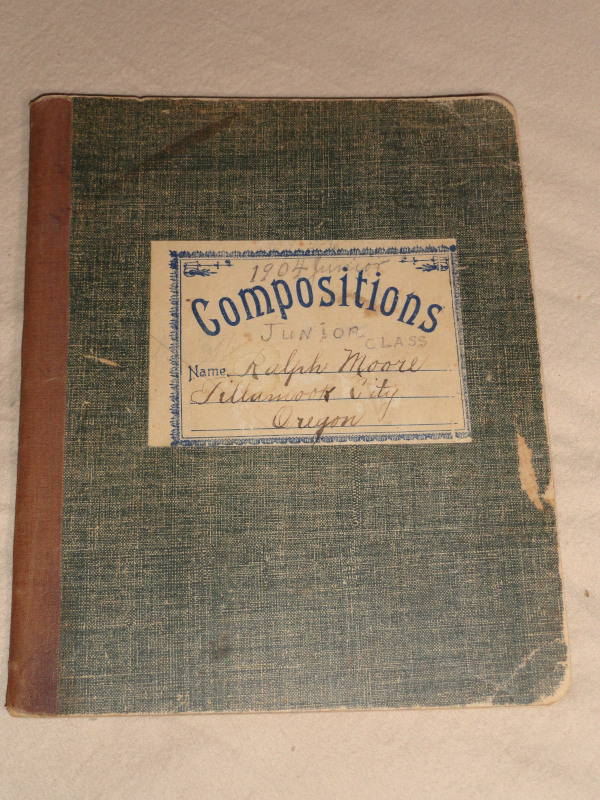 1904 Junior
Compositions
JUNIOR
CLASS
Name, Ralph Moore
Tillamook City
Oregon